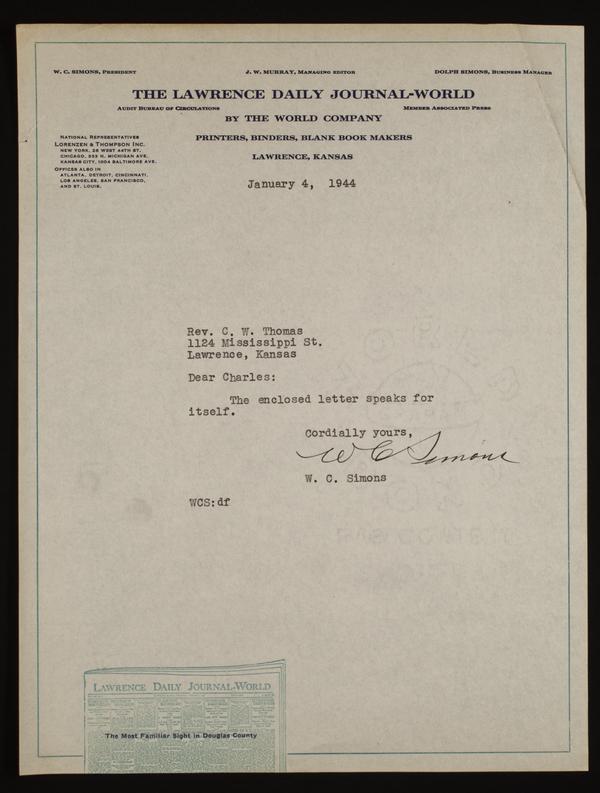 W. C. SIMONS, PRESIDENT
J. W. MURRAY, MANAGING EDITOR
DOLPH SIMONS, BUSINESS MANAGER
THE LAWRENCE DAILY JOURNAL-WORLD
AUDIT BUREAU OF CIRCULATIONS
MEMBER ASSOCIATED PRESS
BY THE WORLD COMPANY
PRINTERS, BINDERS, BLANK BOOK MAKERS
LAWRENCE, KANSAS
NATIONAL REPRESENTATIVES
LORENZEN & THOMPSON INC.
NEW YORK, 28 WEST 44TH ST.
CHICAGO, 333 N. MICHIGAN AVE.
KANSAS CITY, 1004 BALTIMORE AVE.
OFFICES ALSO IN
ATLANTA, DETROIT, CINCINNATI,
LOS ANGELES, SAN FRANCISCO,
AND ST. LOUIS.
January 4, 1944
Rev. C. W. Thomas
1124 Mississippi St.
Lawrence, Kansas
Dear Charles:
The enclosed letter speaks for
itself.
Cordially yours,
W C Simons
W. C. Simons
WCS:df
LAWRENCE DAILY JOURNAL-WORLD
The Most Familiar Sight in Douglas County